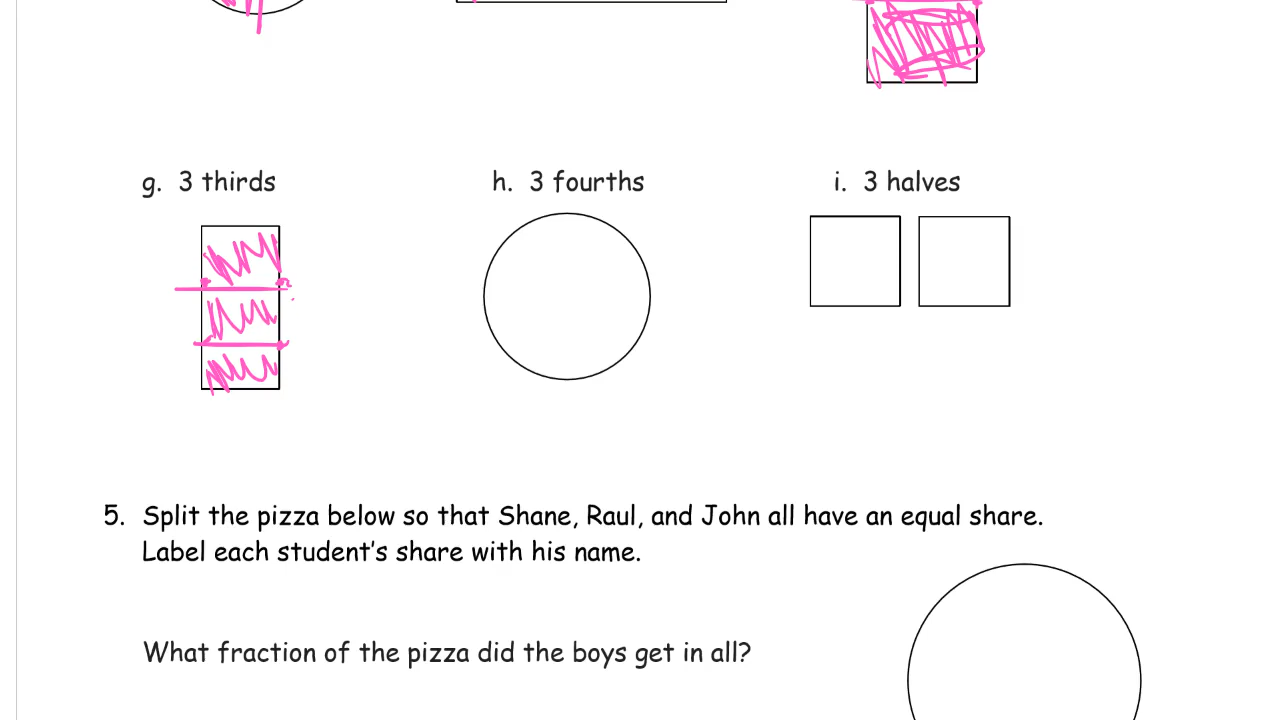 g. 3 thirds
h. 3 fourths
i. 3 halves
5. Split the pizza below so that Shane, Raul, and John all have an equal share.
Label each student's share with his name.
What fraction of the pizza did the boys get in all?